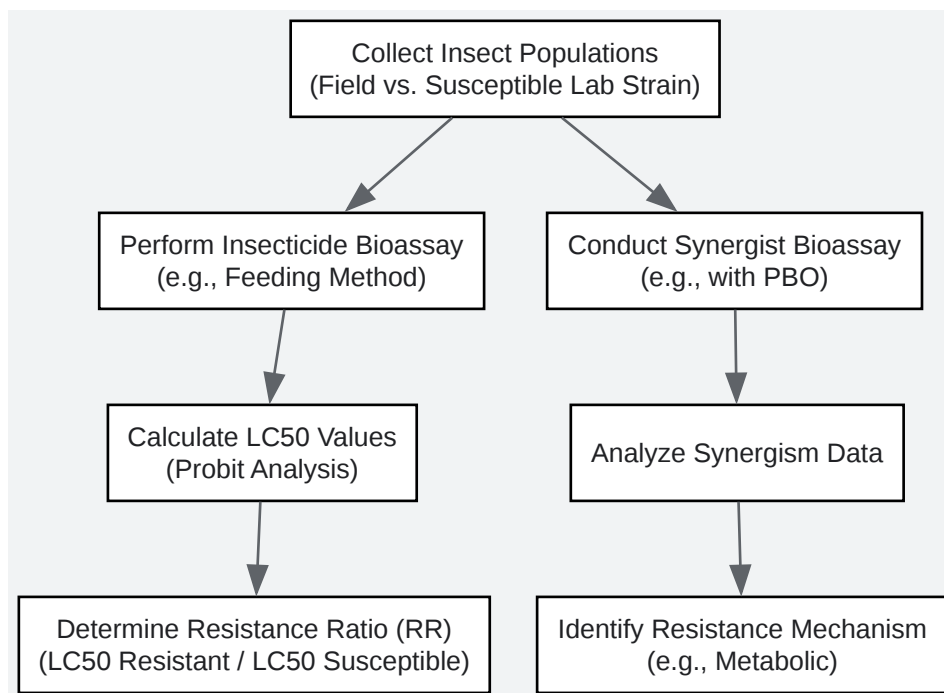 Collect Insect Populations
(Field vs. Susceptible Lab Strain)
Perform Insecticide Bioassay
(e.g., Feeding Method)
Conduct Synergist Bioassay
(e.g., with PBO)
Calculate LC50 Values
(Probit Analysis)
Analyze Synergism Data
Determine Resistance Ratio (RR)
(LC50 Resistant / LC50 Susceptible)
Identify Resistance Mechanism
(e.g., Metabolic)